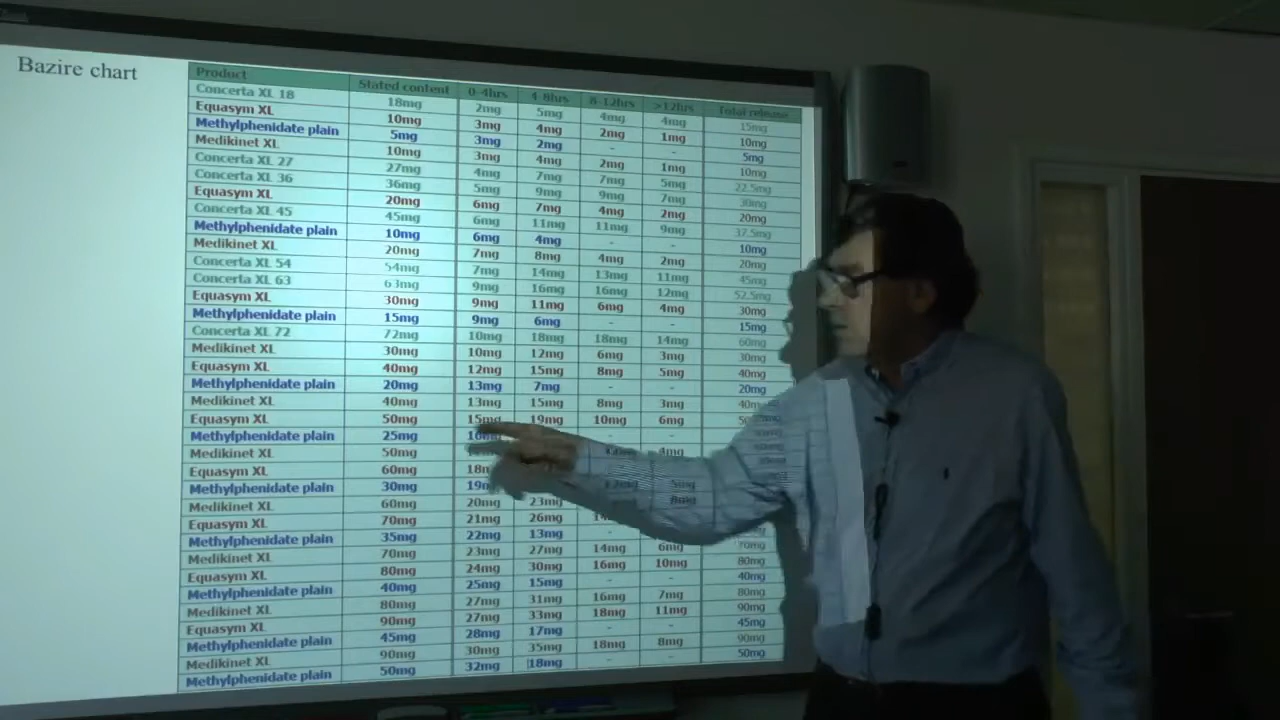 Bazire chart
Product Stated content 0-4hrs 4-8hrs 8-12hrs >12hrs Total release
Concerta XL 18 18mg 2mg 5mg 4mg 4mg 15mg
Equasym XL 10mg 3mg 4mg 2mg 1mg 10mg
Methylphenidate plain 5mg 3mg 2mg - - 5mg
Medikinet XL 10mg 3mg 4mg 2mg 1mg 10mg
Concerta XL 27 27mg 4mg 7mg 7mg 5mg 22.5mg
Concerta XL 36 36mg 5mg 9mg 9mg 7mg 30mg
Equasym XL 20mg 6mg 7mg 4mg 2mg 20mg
Concerta XL 45 45mg 6mg 11mg 11mg 9mg 37.5mg
Methylphenidate plain 10mg 6mg 4mg - - 10mg
Medikinet XL 20mg 7mg 8mg 4mg 2mg 20mg
Concerta XL 54 54mg 7mg 14mg 13mg 11mg 45mg
Concerta XL 63 63mg 9mg 16mg 16mg 12mg 52.5mg
Equasym XL 30mg 9mg 11mg 6mg 4mg 30mg
Methylphenidate plain 15mg 9mg 6mg - - 15mg
Concerta XL 72 72mg 10mg 18mg 18mg 14mg 60mg
Medikinet XL 30mg 10mg 12mg 6mg 3mg 30mg
Equasym XL 40mg 12mg 15mg 8mg 5mg 40mg
Methylphenidate plain 20mg 13mg 7mg - - 20mg
Medikinet XL 40mg 13mg 15mg 8mg 3mg 40mg
Equasym XL 50mg 15mg 19mg 10mg 6mg
Methylphenidate plain 25mg 16mg - -
Medikinet XL 50mg 4mg
Equasym XL 60mg
Methylphenidate plain 30mg
Medikinet XL 60mg 20mg 23mg 12mg 5mg
Equasym XL 70mg 21mg 26mg 8mg
Methylphenidate plain 35mg 22mg 13mg -
Medikinet XL 70mg 23mg 27mg 14mg 6mg 70mg
Equasym XL 80mg 24mg 30mg 16mg 10mg 80mg
Methylphenidate plain 40mg 25mg 15mg - - 40mg
Medikinet XL 80mg 27mg 31mg 16mg 7mg 80mg
Equasym XL 90mg 27mg 33mg 18mg 11mg 90mg
Methylphenidate plain 45mg 28mg 17mg - - 45mg
Medikinet XL 90mg 30mg 35mg 18mg 8mg 90mg
Methylphenidate plain 50mg 32mg 18mg - - 50mg